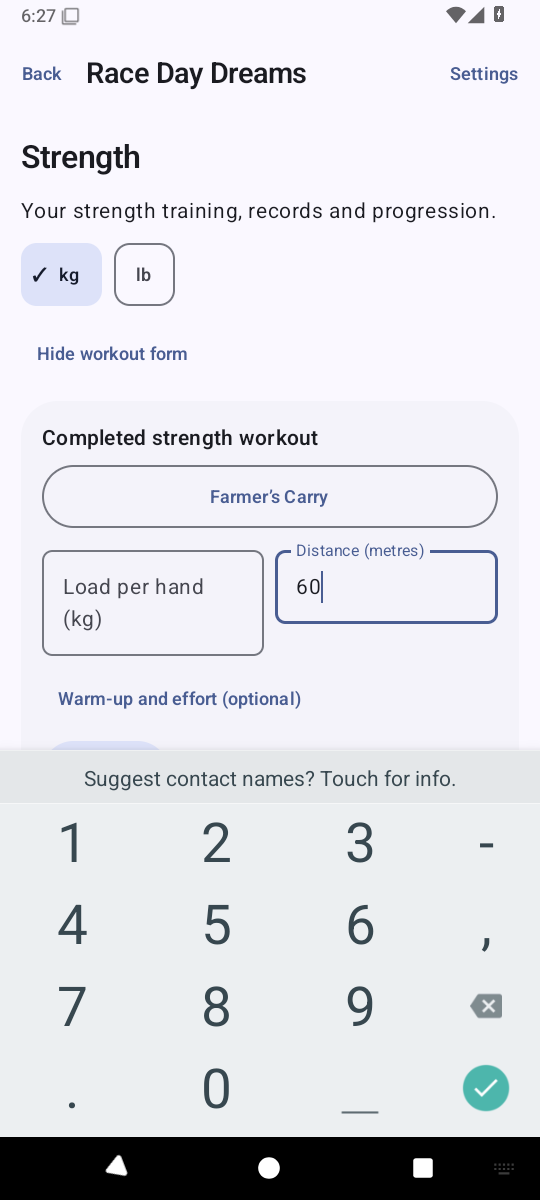 6:27
Back Race Day Dreams Settings
Strength
Your strength training, records and progression.
✓ kg lb
Hide workout form
Completed strength workout
Farmer’s Carry
Distance (metres)
Load per hand 60
(kg)
Warm-up and effort (optional)
Suggest contact names? Touch for info.
1 2 3 -
4 5 6 ,
7 8 9
. 0 _